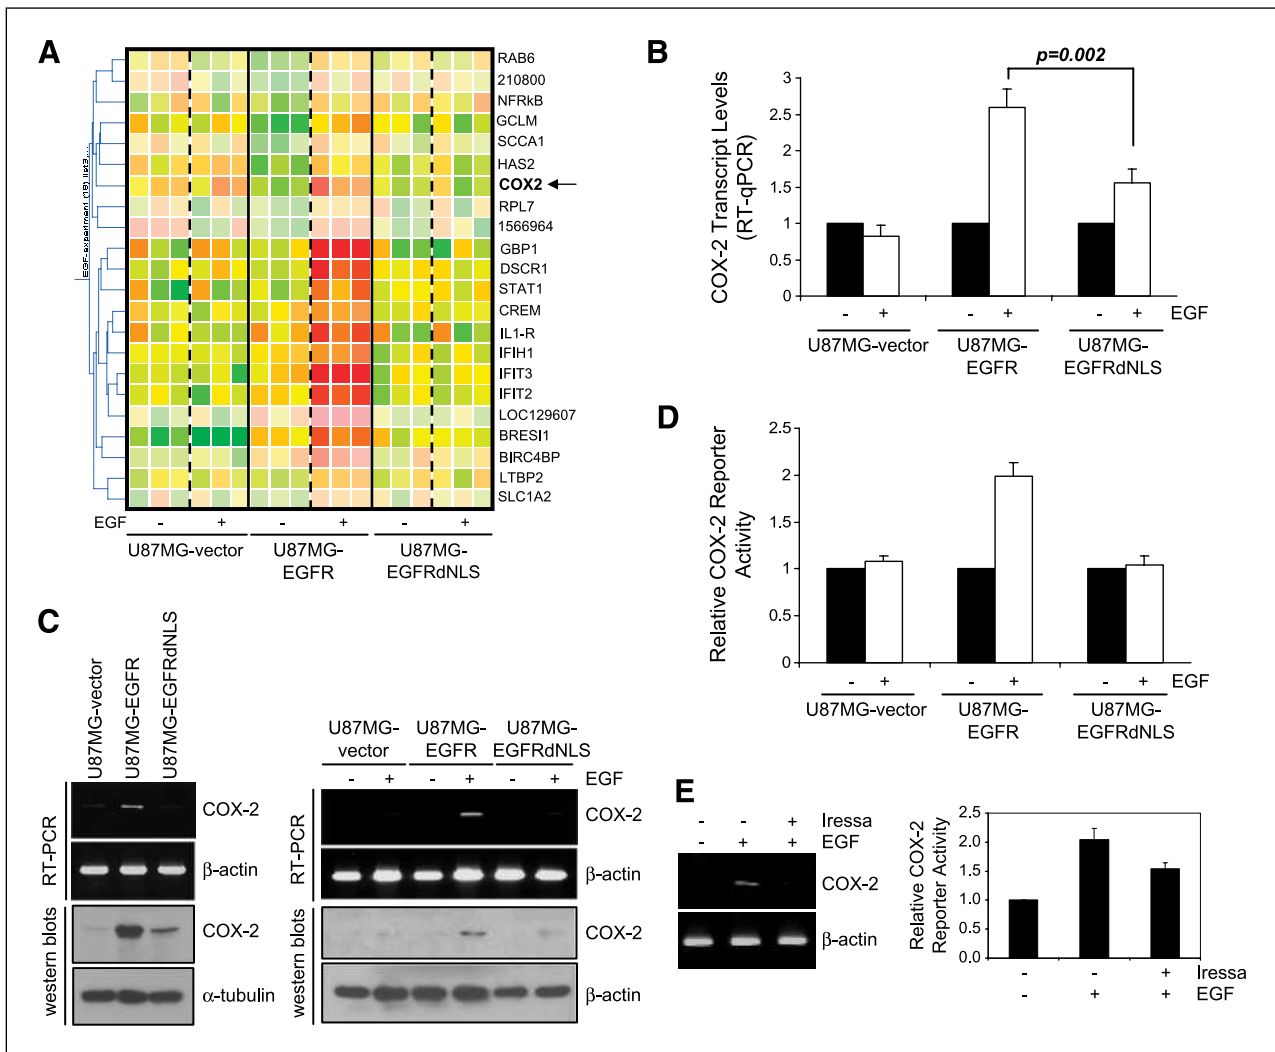 A
EGF-experiment (19) list3,...
RAB6
210800
NFRkB
GCLM
SCCA1
HAS2
COX2
RPL7
1566964
GBP1
DSCR1
STAT1
CREM
IL1-R
IFIH1
IFIT3
IFIT2
LOC129607
BRESI1
BIRC4BP
LTBP2
SLC1A2
EGF - + - + - +
U87MG-vector
U87MG-
EGFR
U87MG-
EGFRdNLS
B
p=0.002
COX-2 Transcript Levels
(RT-qPCR)
3
2.5
2
1.5
1
0.5
0
- + - + - + EGF
U87MG-vector
U87MG-
EGFR
U87MG-
EGFRdNLS
C
U87MG-vector
U87MG-EGFR
U87MG-EGFRdNLS
RT-PCR
COX-2
β-actin
western blots
COX-2
α-tubulin
U87MG-
vector
U87MG-
EGFR
U87MG-
EGFRdNLS
- + - + - + EGF
RT-PCR
COX-2
β-actin
western blots
COX-2
β-actin
D
Relative COX-2 Reporter
Activity
2.5
2
1.5
1
0.5
0
- + - + - + EGF
U87MG-vector
U87MG-
EGFR
U87MG-
EGFRdNLS
E
- - + Iressa
- + + EGF
COX-2
β-actin
Relative COX-2
Reporter Activity
2.5
2.0
1.5
1.0
0.5
0.0
- - + Iressa
- + + EGF